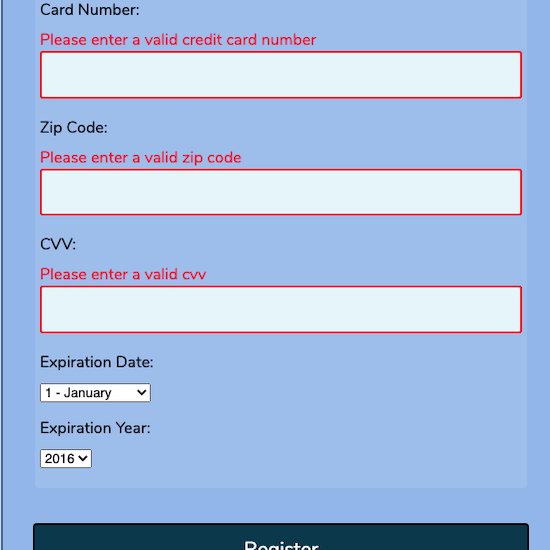 Card Number:
Please enter a valid credit card number
Zip Code:
Please enter a valid zip code
CVV:
Please enter a valid cvv
Expiration Date:
1 - January
Expiration Year:
2016
Register